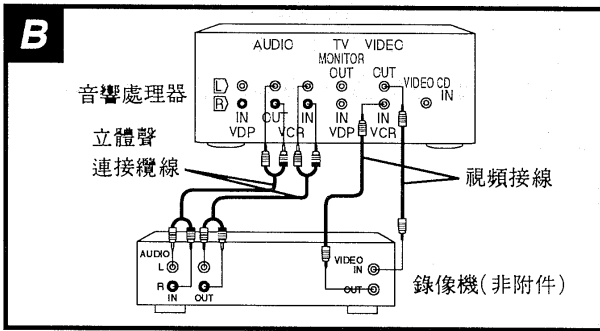 B
AUDIO TV VIDEO
MONITOR
OUT OUT VIDEO CD
IN
音響處理器
L
R
IN OUT IN IN IN
VDP VCR VDP VCR
立體聲
連接纜線
視頻接線
AUDIO
L
R
IN OUT
VIDEO
IN
OUT
錄像機(非附件)